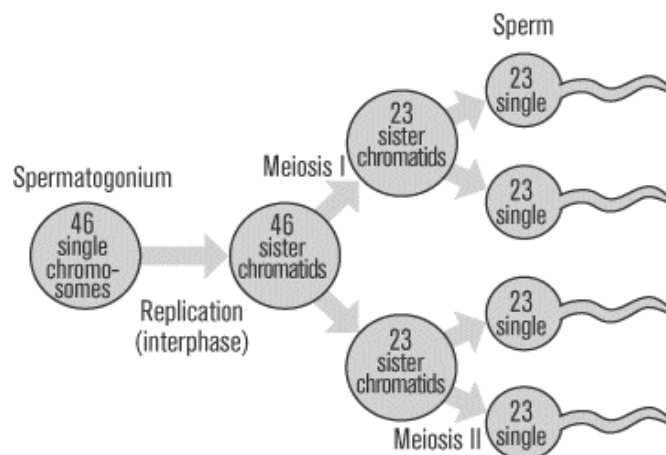 Sperm
23
single
23
sister
chromatids
Meiosis I
23
single
Spermatogonium
46
single
chromo-
somes
46
sister
chromatids
Replication
(interphase)
23
single
23
sister
chromatids
Meiosis II
23
single